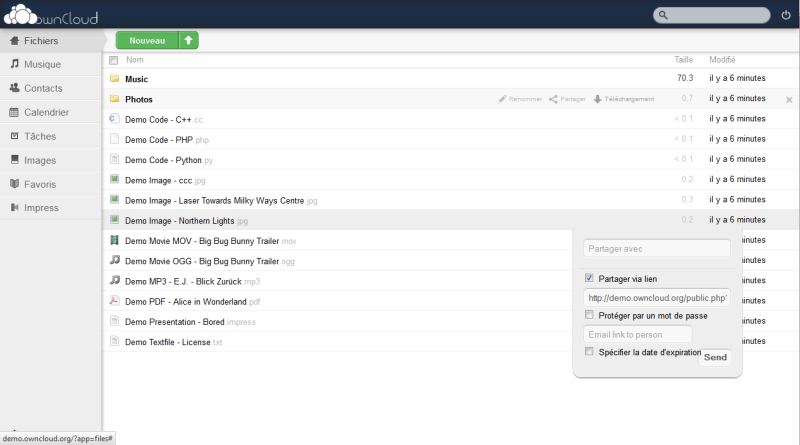 ownCloud
Fichiers
Nouveau
Musique
Contacts
Calendrier
Tâches
Images
Favoris
Impress
Nom Taille Modifié
Music 70.3 il y a 6 minutes
Photos Renommer Partager Téléchargement 0.7 il y a 6 minutes
Demo Code - C++.cc < 0.1 il y a 6 minutes
Demo Code - PHP.php < 0.1 il y a 6 minutes
Demo Code - Python.py < 0.1 il y a 6 minutes
Demo Image - ccc.jpg 0.2 il y a 6 minutes
Demo Image - Laser Towards Milky Ways Centre.jpg 0.3 il y a 6 minutes
Demo Image - Northern Lights.jpg 0.2 il y a 6 minutes
Demo Movie MOV - Big Bug Bunny Trailer.mov minutes
Demo Movie OGG - Big Bug Bunny Trailer.ogg minutes
Demo MP3 - E.J. - Blick Zurück.mp3 minutes
Demo PDF - Alice in Wonderland.pdf minutes
Demo Presentation - Bored.impress minutes
Demo Textfile - License.txt minutes
Partager avec
Partager via lien
http://demo.owncloud.org/public.php?
Protéger par un mot de passe
Email link to person
Spécifier la date d'expiration
Send
demo.owncloud.org/?app=files#